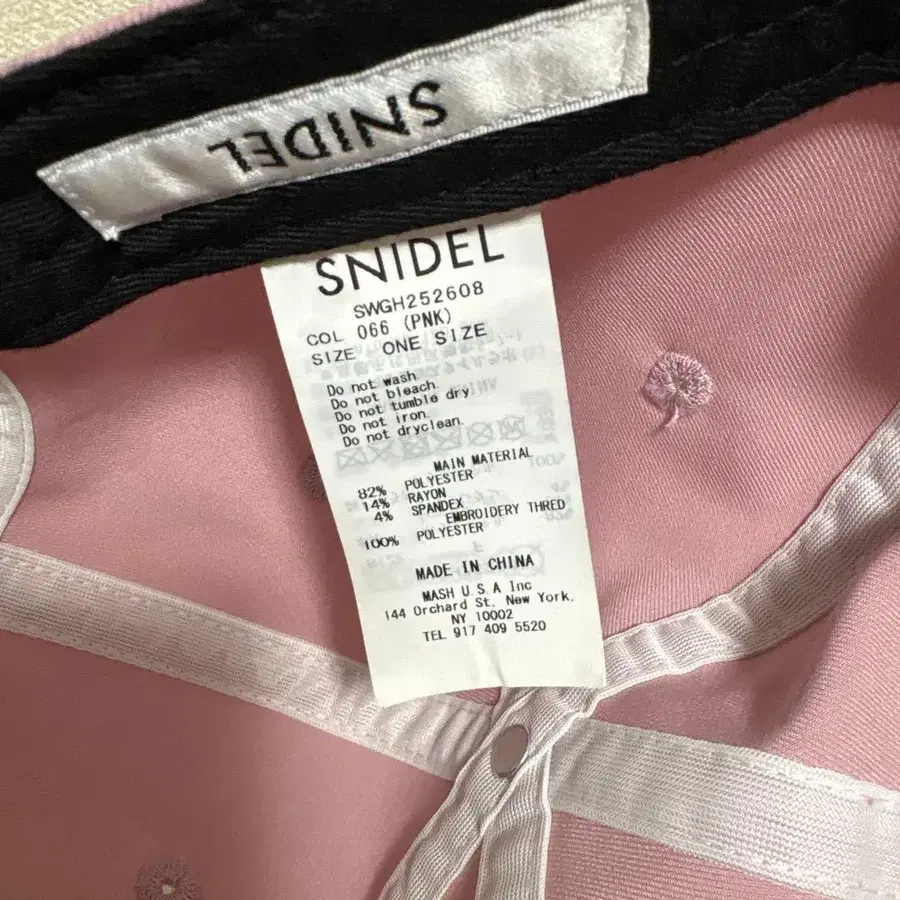 SNIDEL
SNIDEL
SWGH252608
COL 066 (PNK)
SIZE ONE SIZE
Do not wash.
Do not bleach.
Do not tumble dry.
Do not iron.
Do not dryclean.
MAIN MATERIAL
82% POLYESTER
14% RAYON
4% SPANDEX
EMBROIDERY THRED
100% POLYESTER
MADE IN CHINA
MASH U.S.A Inc
144 Orchard St. New York.
NY 10002
TEL 917 409 5520